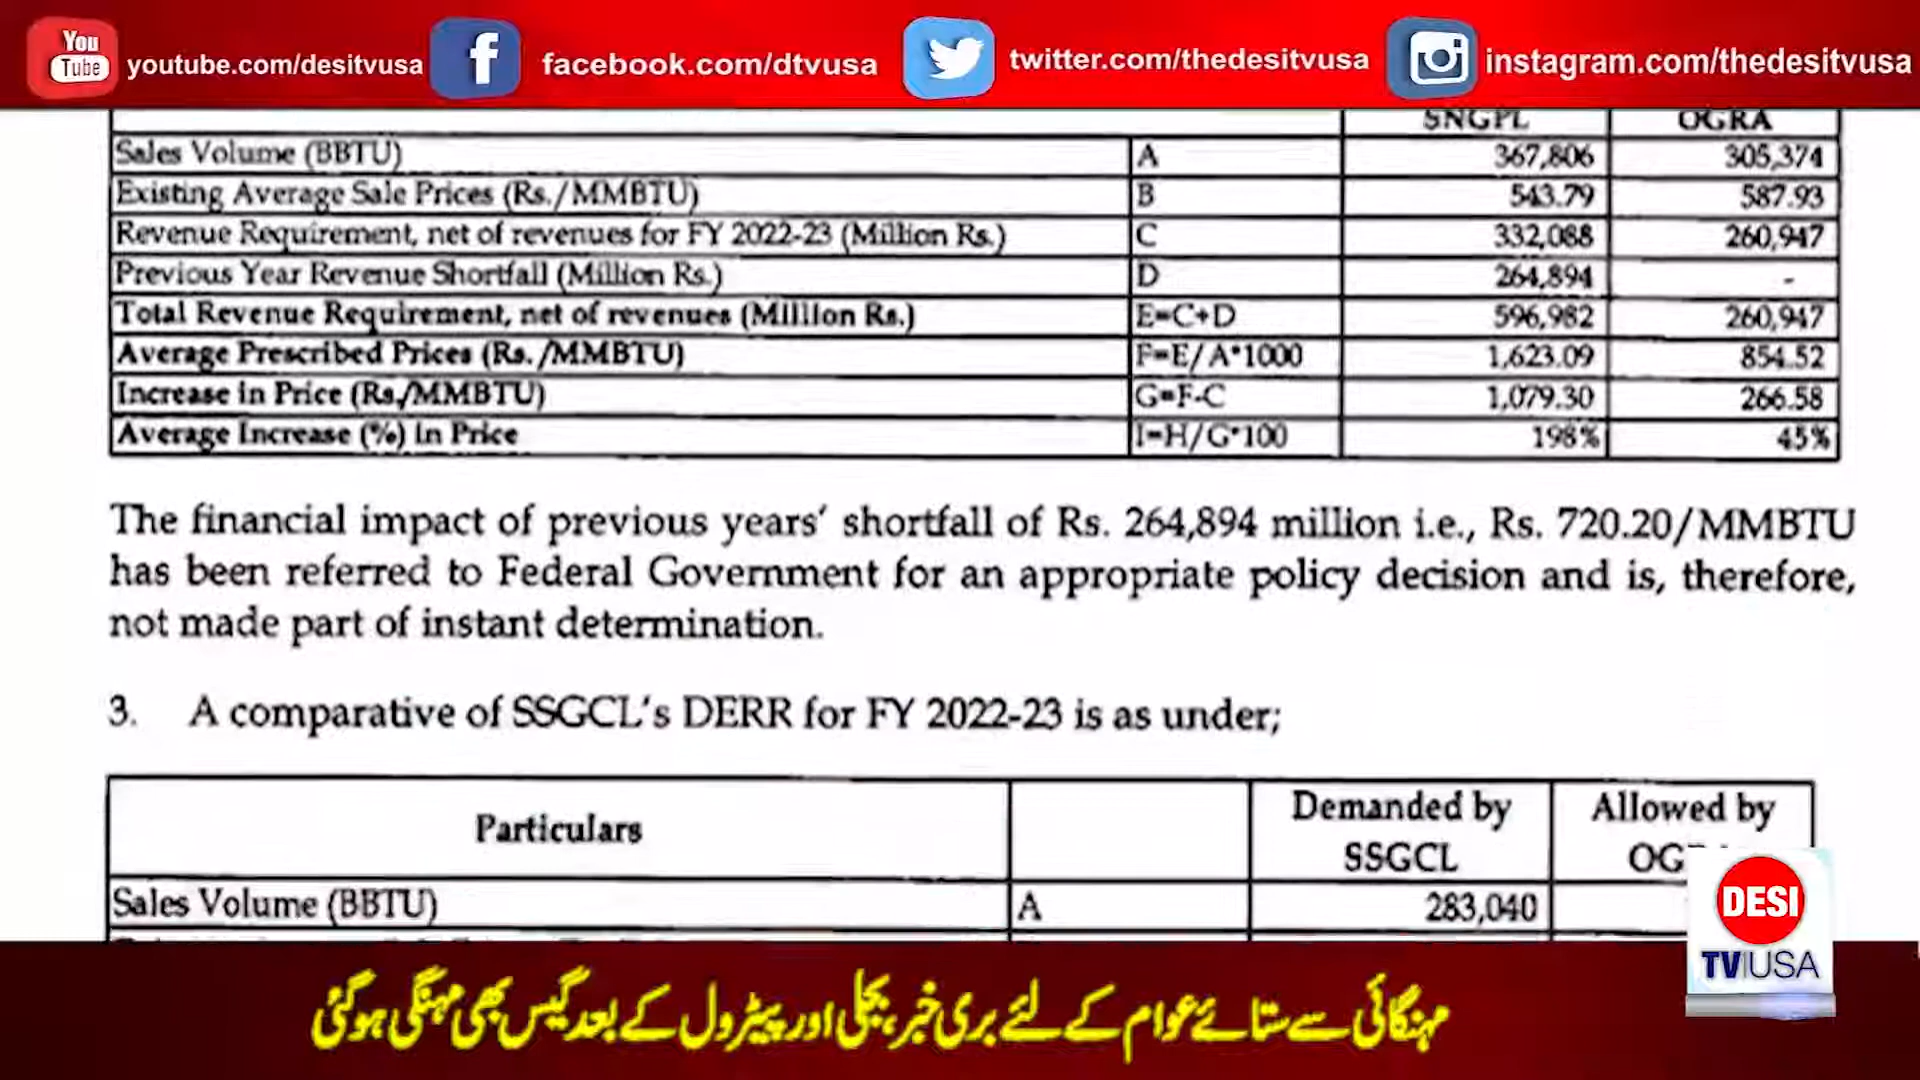 You Tube youtube.com/desitvusa facebook.com/dtvusa twitter.com/thedesitvusa instagram.com/thedesitvusa
SNGPL OGRA
Sales Volume (BBTU) A 367,806 305,374
Existing Average Sale Prices (Rs./MMBTU) B 543.79 587.93
Revenue Requirement, net of revenues for FY 2022-23 (Million Rs.) C 332,088 260,947
Previous Year Revenue Shortfall (Million Rs.) D 264,894 -
Total Revenue Requirement, net of revenues (Million Rs.) E=C+D 596,982 260,947
Average Prescribed Prices (Rs./MMBTU) F=E/A*1000 1,623.09 854.52
Increase in Price (Rs./MMBTU) G=F-C 1,079.30 266.58
Average Increase (%) in Price I=H/G*100 198% 45%
The financial impact of previous years' shortfall of Rs. 264,894 million i.e., Rs. 720.20/MMBTU
has been referred to Federal Government for an appropriate policy decision and is, therefore,
not made part of instant determination.
3. A comparative of SSGCL's DERR for FY 2022-23 is as under;
Particulars Demanded by SSGCL Allowed by
Sales Volume (BBTU) A 283,040
DESI
TV USA
مہنگائی سے ستائے عوام کے لئے بری خبر، بجلی اور پیٹرول کے بعد گیس بھی مہنگی ہوگئی